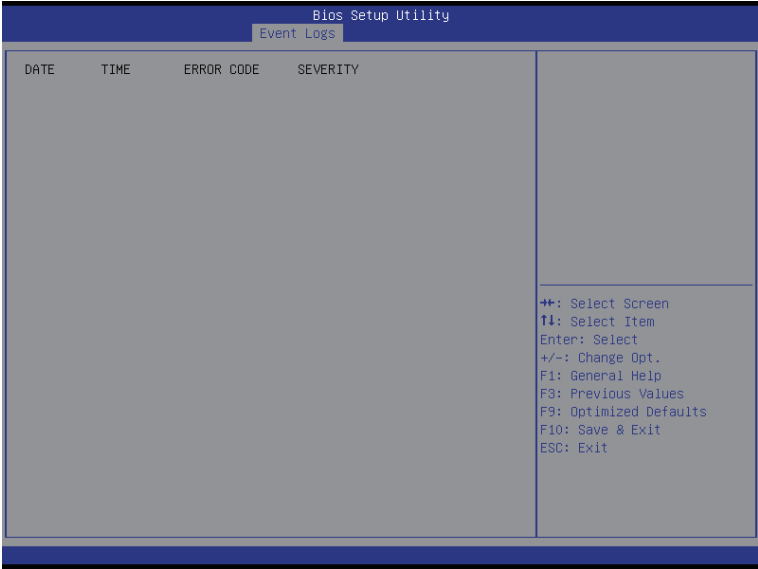 Bios Setup Utility
Event Logs
DATE TIME ERROR CODE SEVERITY
→←: Select Screen
↑↓: Select Item
Enter: Select
+/-: Change Opt.
F1: General Help
F3: Previous Values
F9: Optimized Defaults
F10: Save & Exit
ESC: Exit